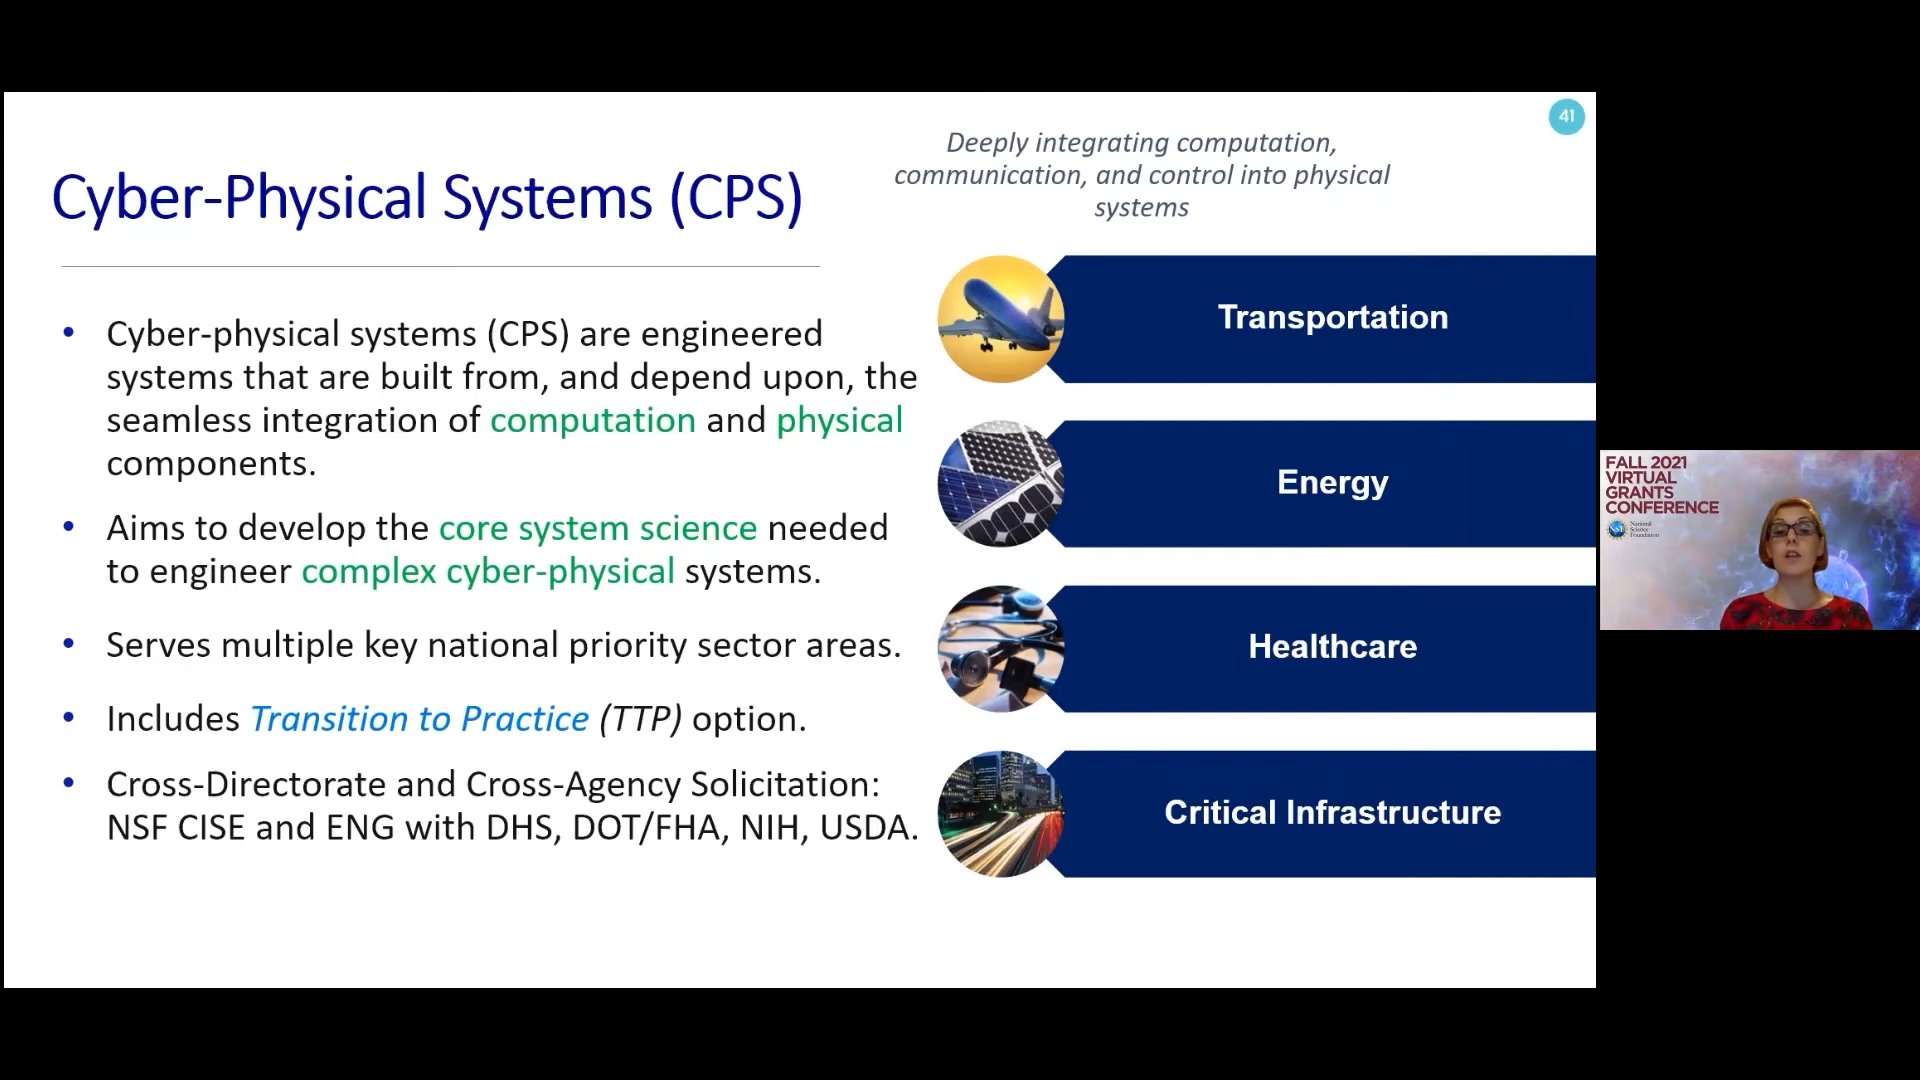 41
Deeply integrating computation,
communication, and control into physical
systems
Cyber-Physical Systems (CPS)
• Cyber-physical systems (CPS) are engineered
systems that are built from, and depend upon, the
seamless integration of computation and physical
components.
• Aims to develop the core system science needed
to engineer complex cyber-physical systems.
• Serves multiple key national priority sector areas.
• Includes Transition to Practice (TTP) option.
• Cross-Directorate and Cross-Agency Solicitation:
NSF CISE and ENG with DHS, DOT/FHA, NIH, USDA.
Transportation
Energy
Healthcare
Critical Infrastructure
FALL 2021
VIRTUAL
GRANTS
CONFERENCE
NSF
National
Science
Foundation